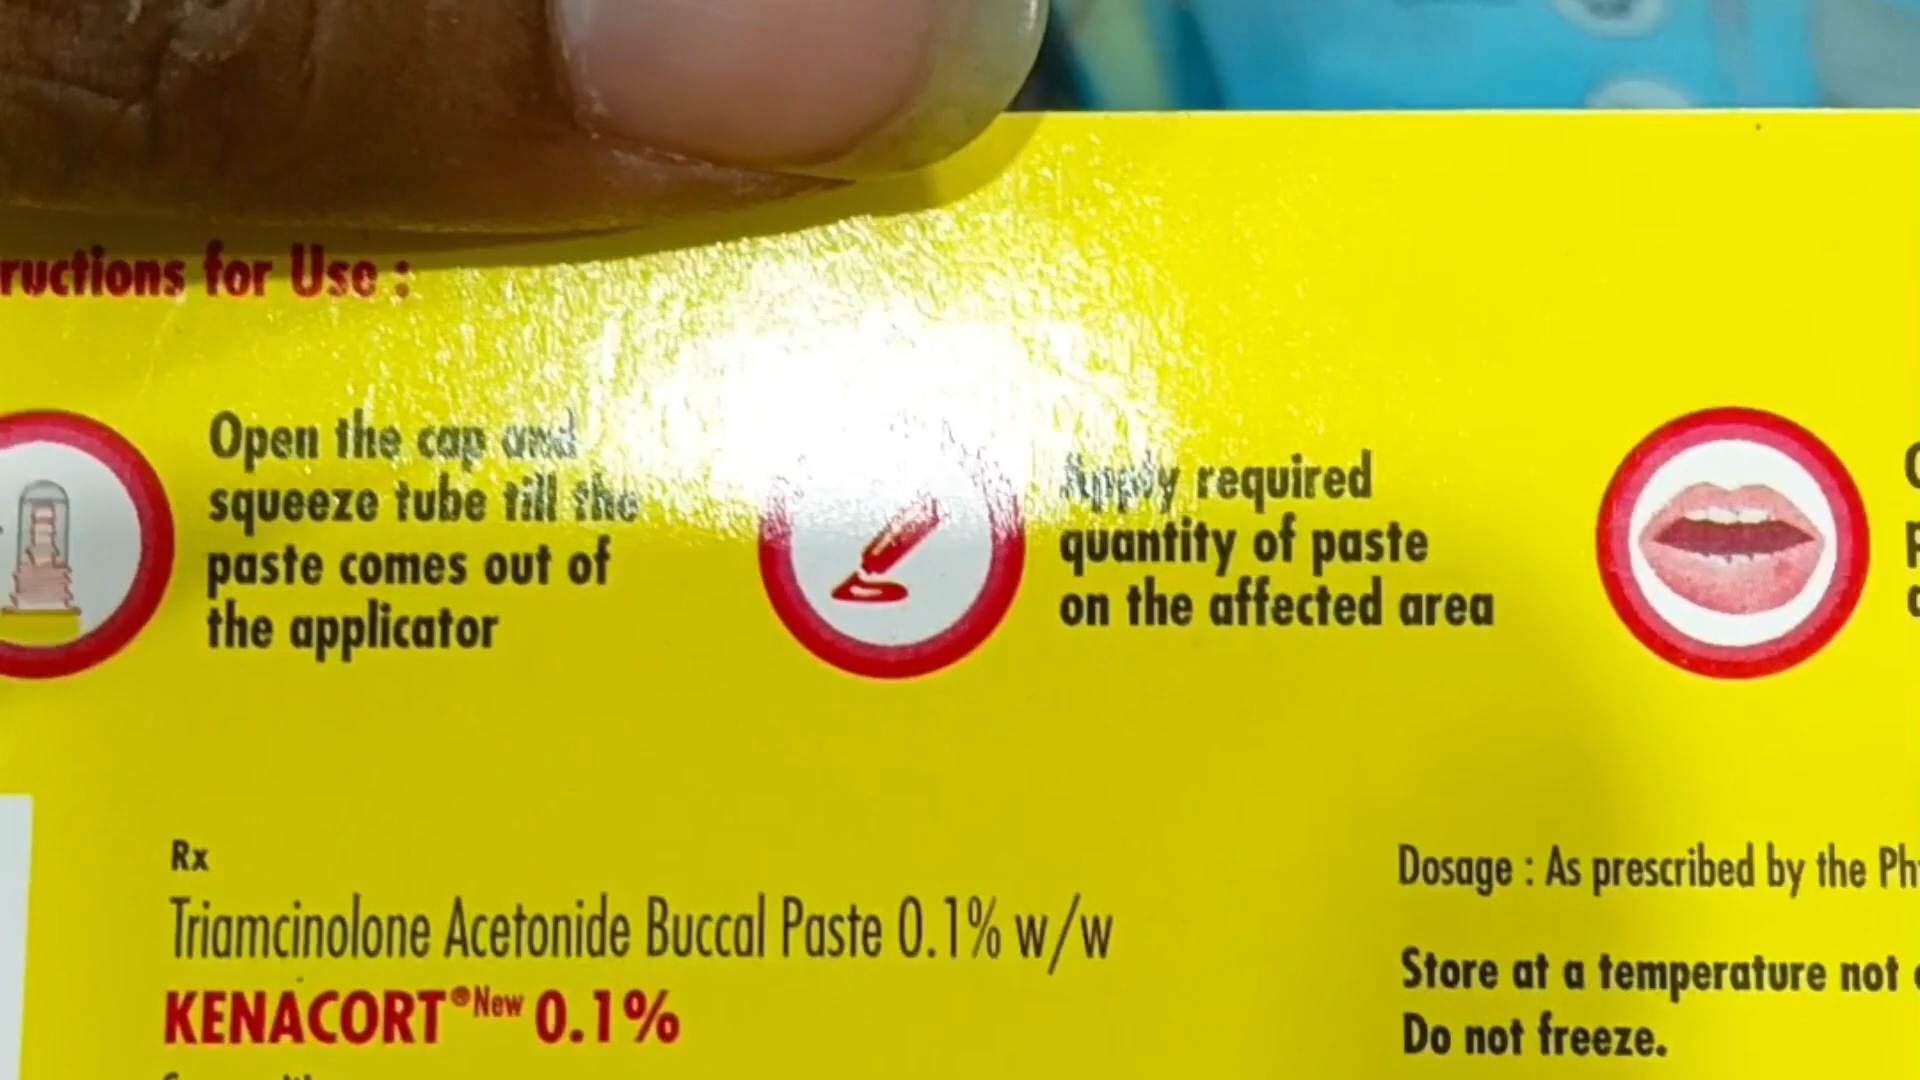 ructions for Use :
Open the cap and
squeeze tube till the
paste comes out of
the applicator
Apply required
quantity of paste
on the affected area
Rx
Triamcinolone Acetonide Buccal Paste 0.1% w/w
KENACORT®New 0.1%
Dosage : As prescribed by the Ph
Store at a temperature not
Do not freeze.